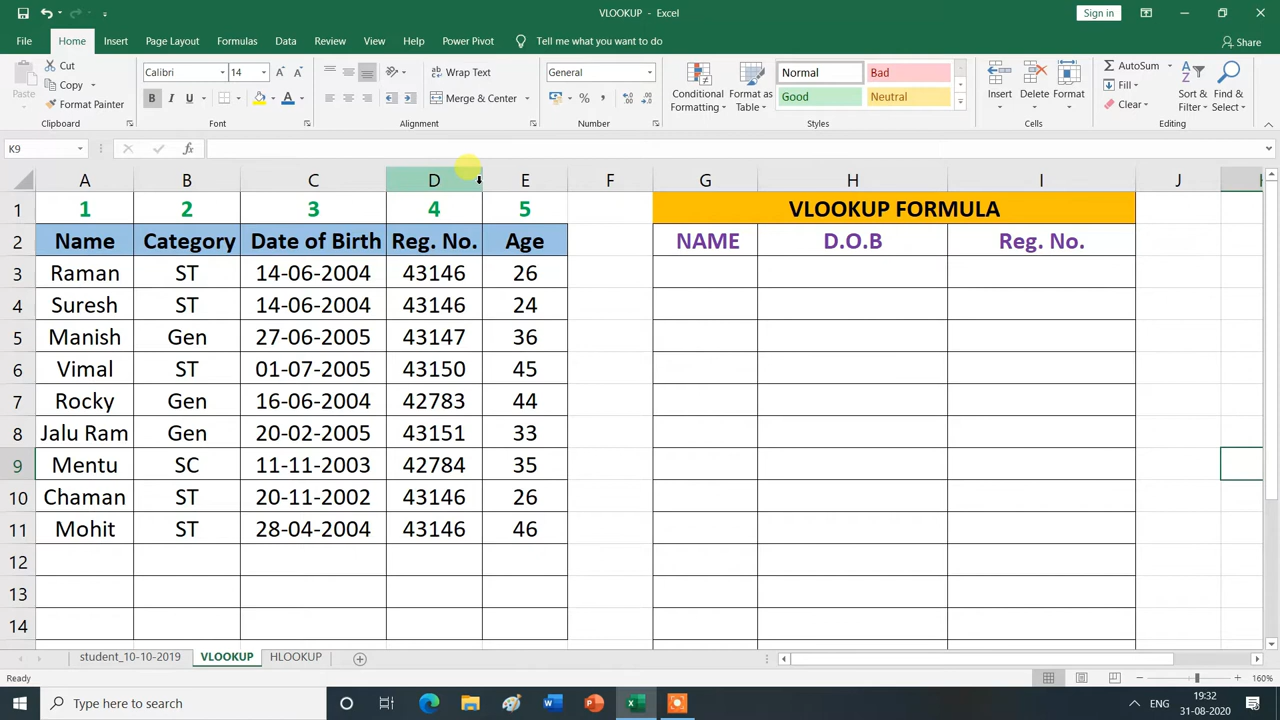 VLOOKUP - Excel
Sign in
File Home Insert Page Layout Formulas Data Review View Help Power Pivot Tell me what you want to do Share
Paste Cut Copy Format Painter Clipboard
Calibri 14 B I U A Font
Wrap Text Merge & Center Alignment
General % , Number
Conditional Formatting Format as Table Normal Bad Good Neutral Styles
Insert Delete Format Cells
AutoSum Fill Clear Sort & Filter Find & Select Editing
K9 fx
A B C D E F G H I J
1 1 2 3 4 5 VLOOKUP FORMULA
2 Name Category Date of Birth Reg. No. Age NAME D.O.B Reg. No.
3 Raman ST 14-06-2004 43146 26
4 Suresh ST 14-06-2004 43146 24
5 Manish Gen 27-06-2005 43147 36
6 Vimal ST 01-07-2005 43150 45
7 Rocky Gen 16-06-2004 42783 44
8 Jalu Ram Gen 20-02-2005 43151 33
9 Mentu SC 11-11-2003 42784 35
10 Chaman ST 20-11-2002 43146 26
11 Mohit ST 28-04-2004 43146 46
12
13
14
student_10-10-2019 VLOOKUP HLOOKUP
Ready 160%
Type here to search ENG 19:32
31-08-2020